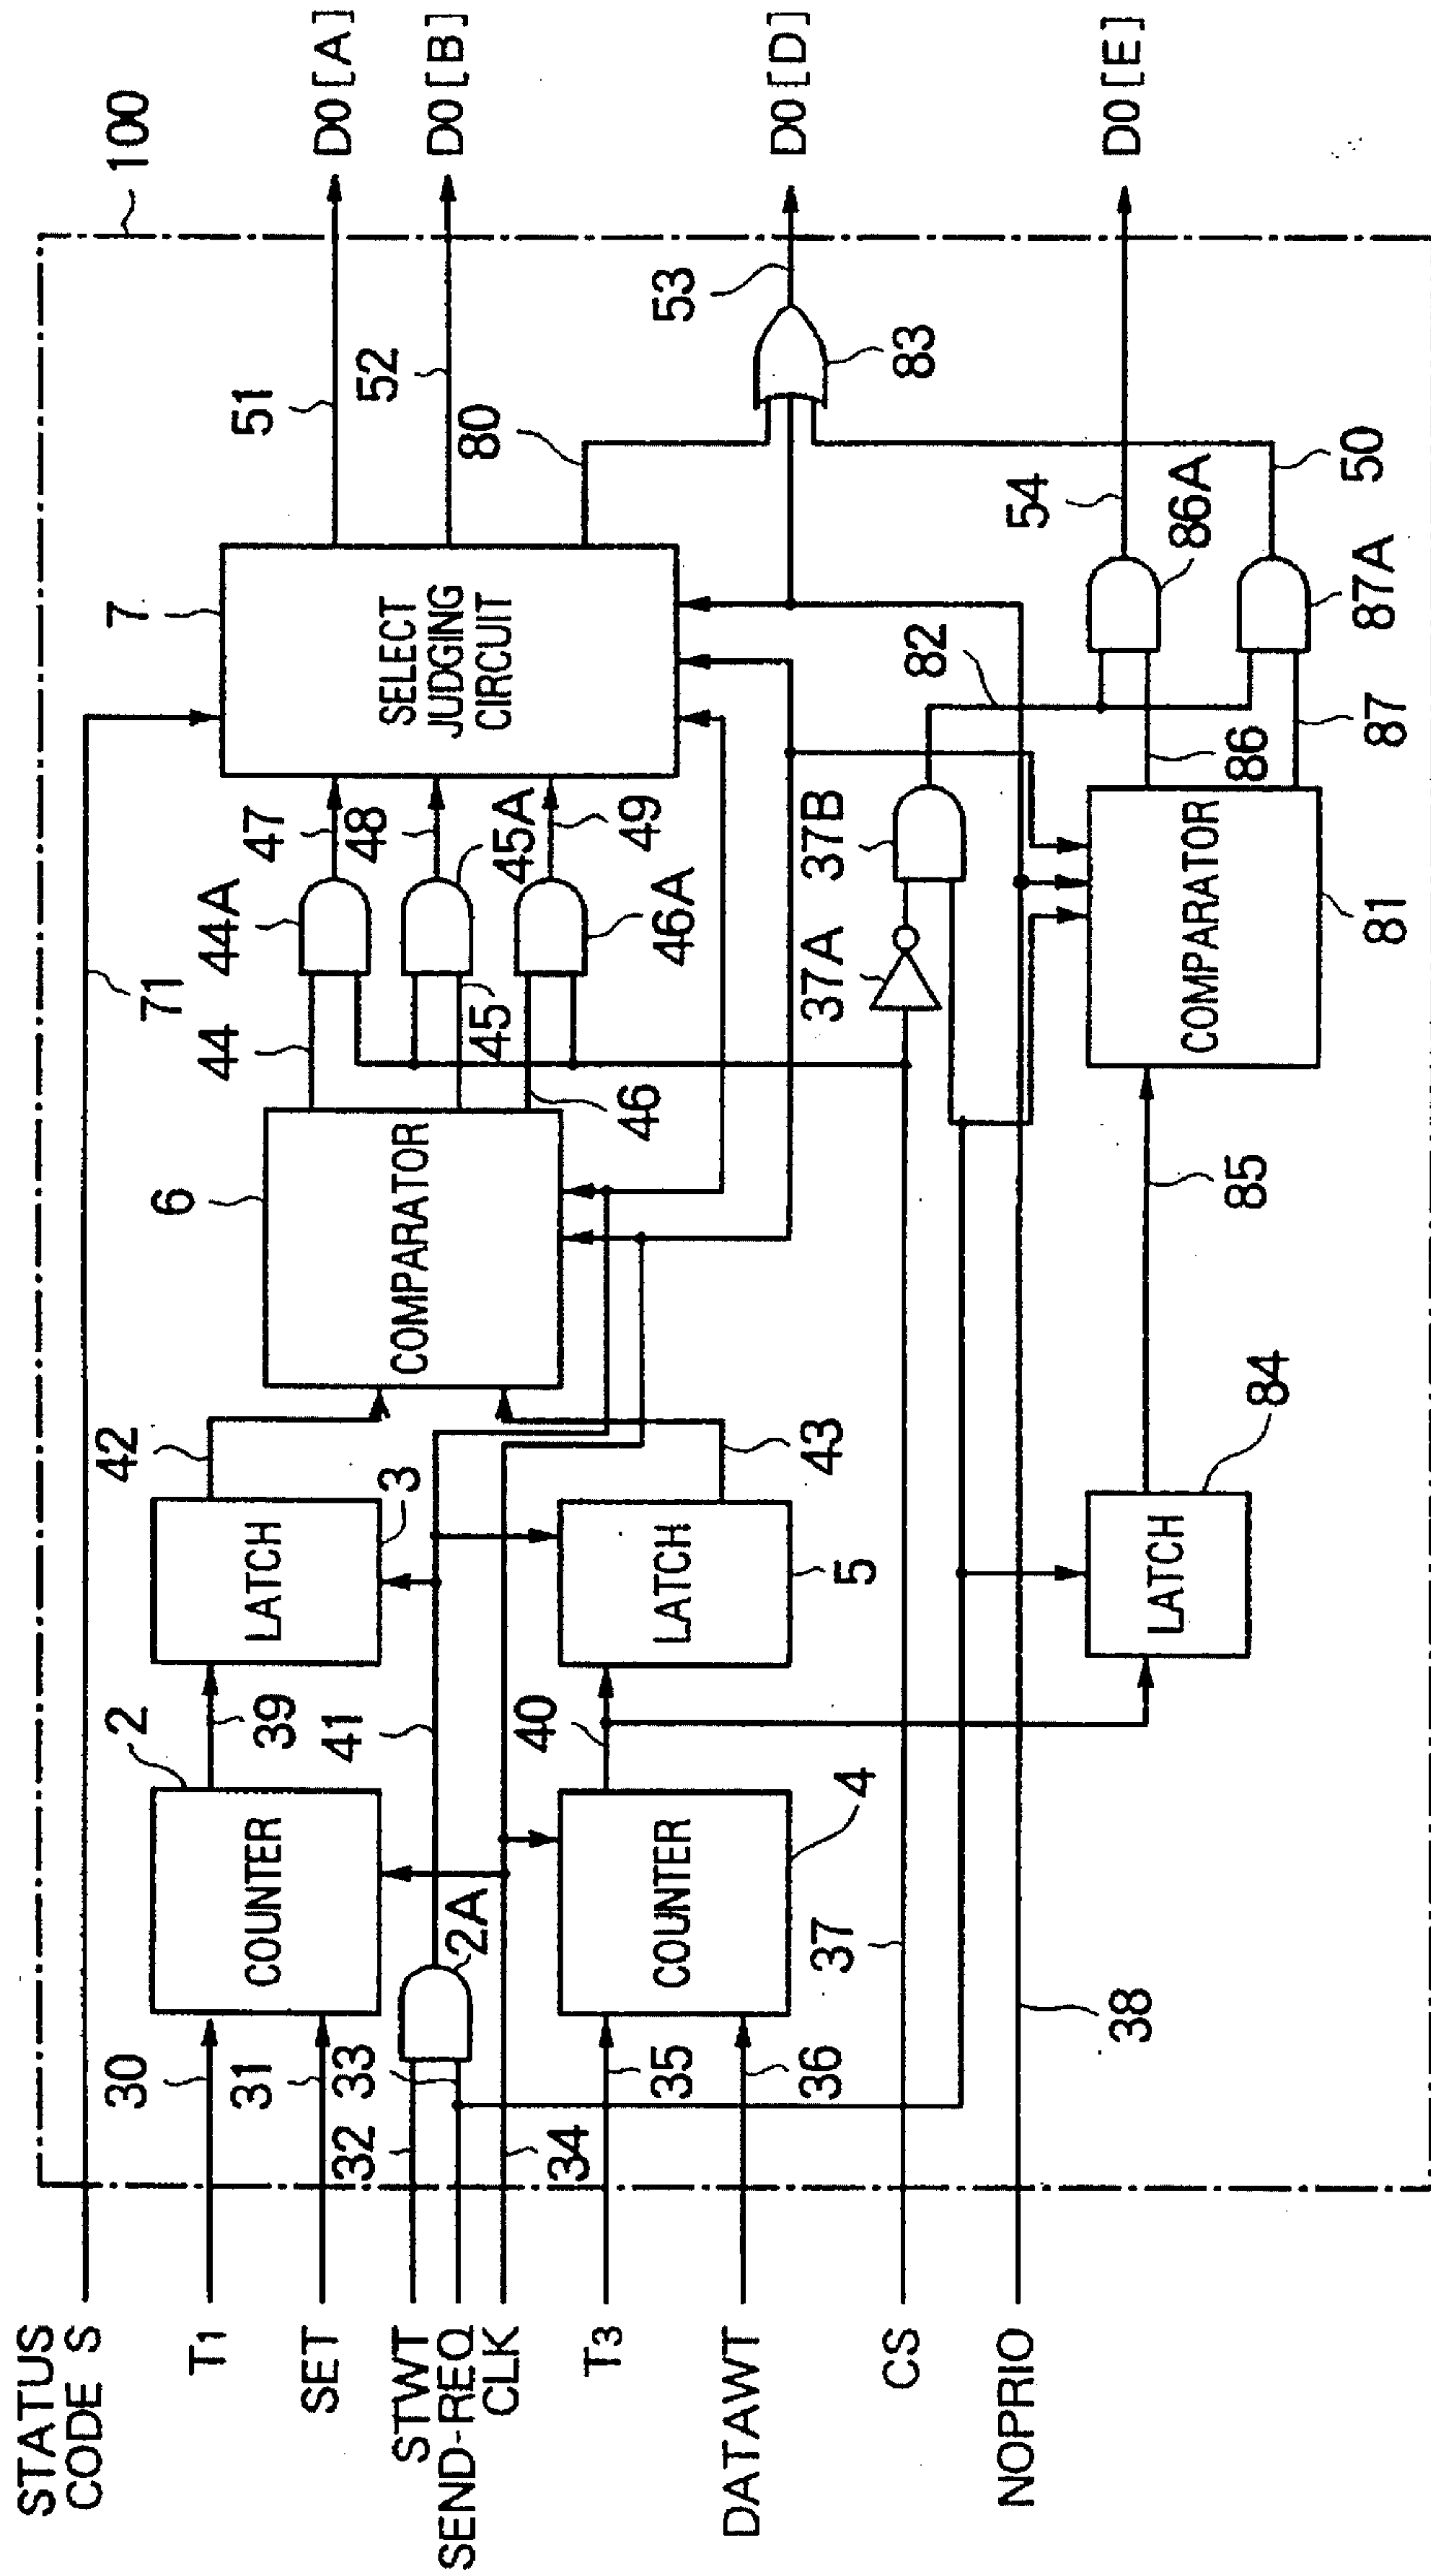 STATUS
CODE S
T1
SET
STWT
SEND-REQ
CLK
T3
DATAWT
CS
NOPRIO
30
31
32
33
34
35
36
37
38
2
COUNTER
2A
COUNTER
4
39
41
40
LATCH
3
LATCH
5
LATCH
84
42
43
85
6
COMPARATOR
COMPARATOR
81
71
44
45
46
44A
45A
46A
37A
37B
47
48
49
82
86
87
7
SELECT
JUDGING
CIRCUIT
86A
87A
51
52
80
54
50
53
83
100
D0[A]
D0[B]
D0[D]
D0[E]